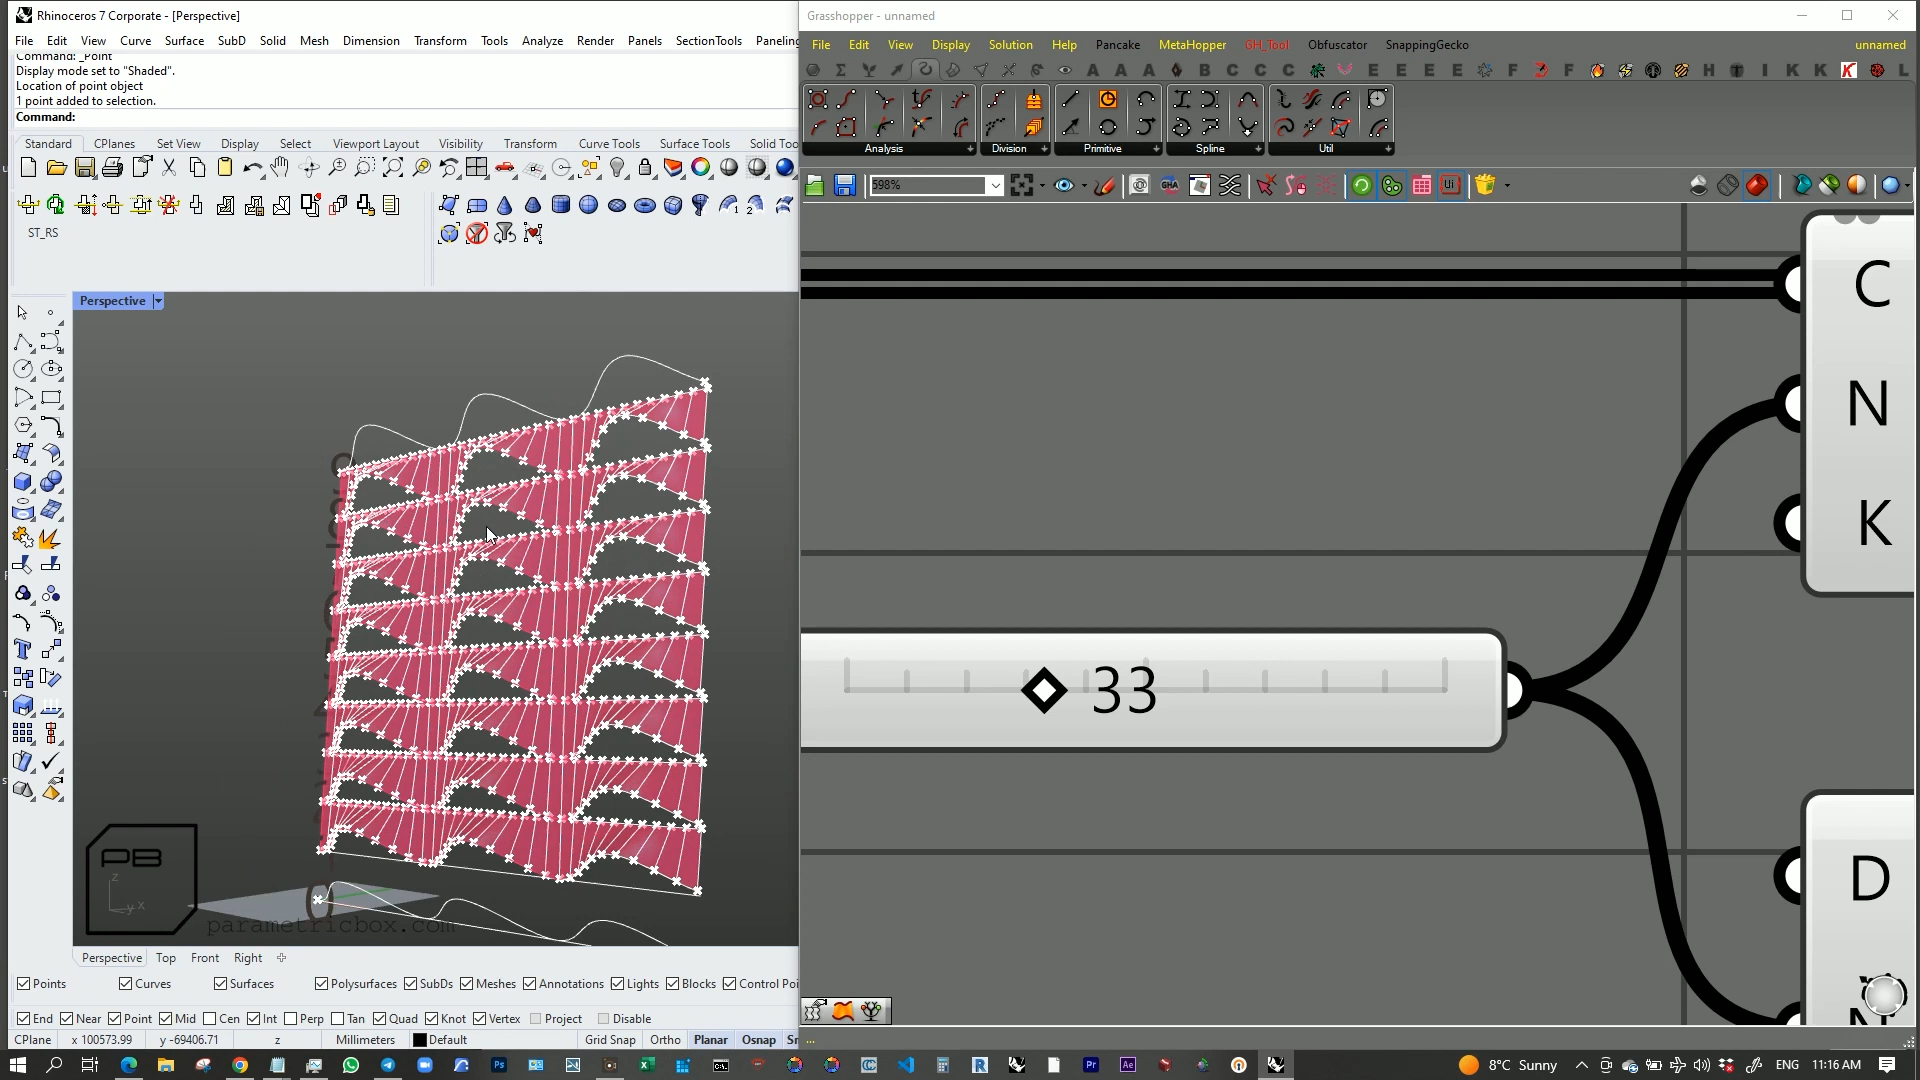 Rhinoceros 7 Corporate - [Perspective]
File Edit View Curve Surface SubD Solid Mesh Dimension Transform Tools Analyze Render Panels SectionTools Paneling
Command: _Point
Display mode set to "Shaded".
Location of point object
1 point added to selection.
Command:
Standard CPlanes Set View Display Select Viewport Layout Visibility Transform Curve Tools Surface Tools Solid Too
ST_RS
Perspective
PB
z
y x
parametricbox.com
Perspective Top Front Right
Points Curves Surfaces Polysurfaces SubDs Meshes Annotations Lights Blocks Control Poi
End Near Point Mid Cen Int Perp Tan Quad Knot Vertex Project Disable
CPlane x 100573.99 y -69406.71 z Millimeters Default Grid Snap Ortho Planar Osnap Sn
Grasshopper - unnamed
File Edit View Display Solution Help Pancake MetaHopper GH_Tool Obfuscator SnappingGecko unnamed
Analysis Division Primitive Spline Util
598%
C
N
K
33
D
N
8°C Sunny ENG 11:16 AM